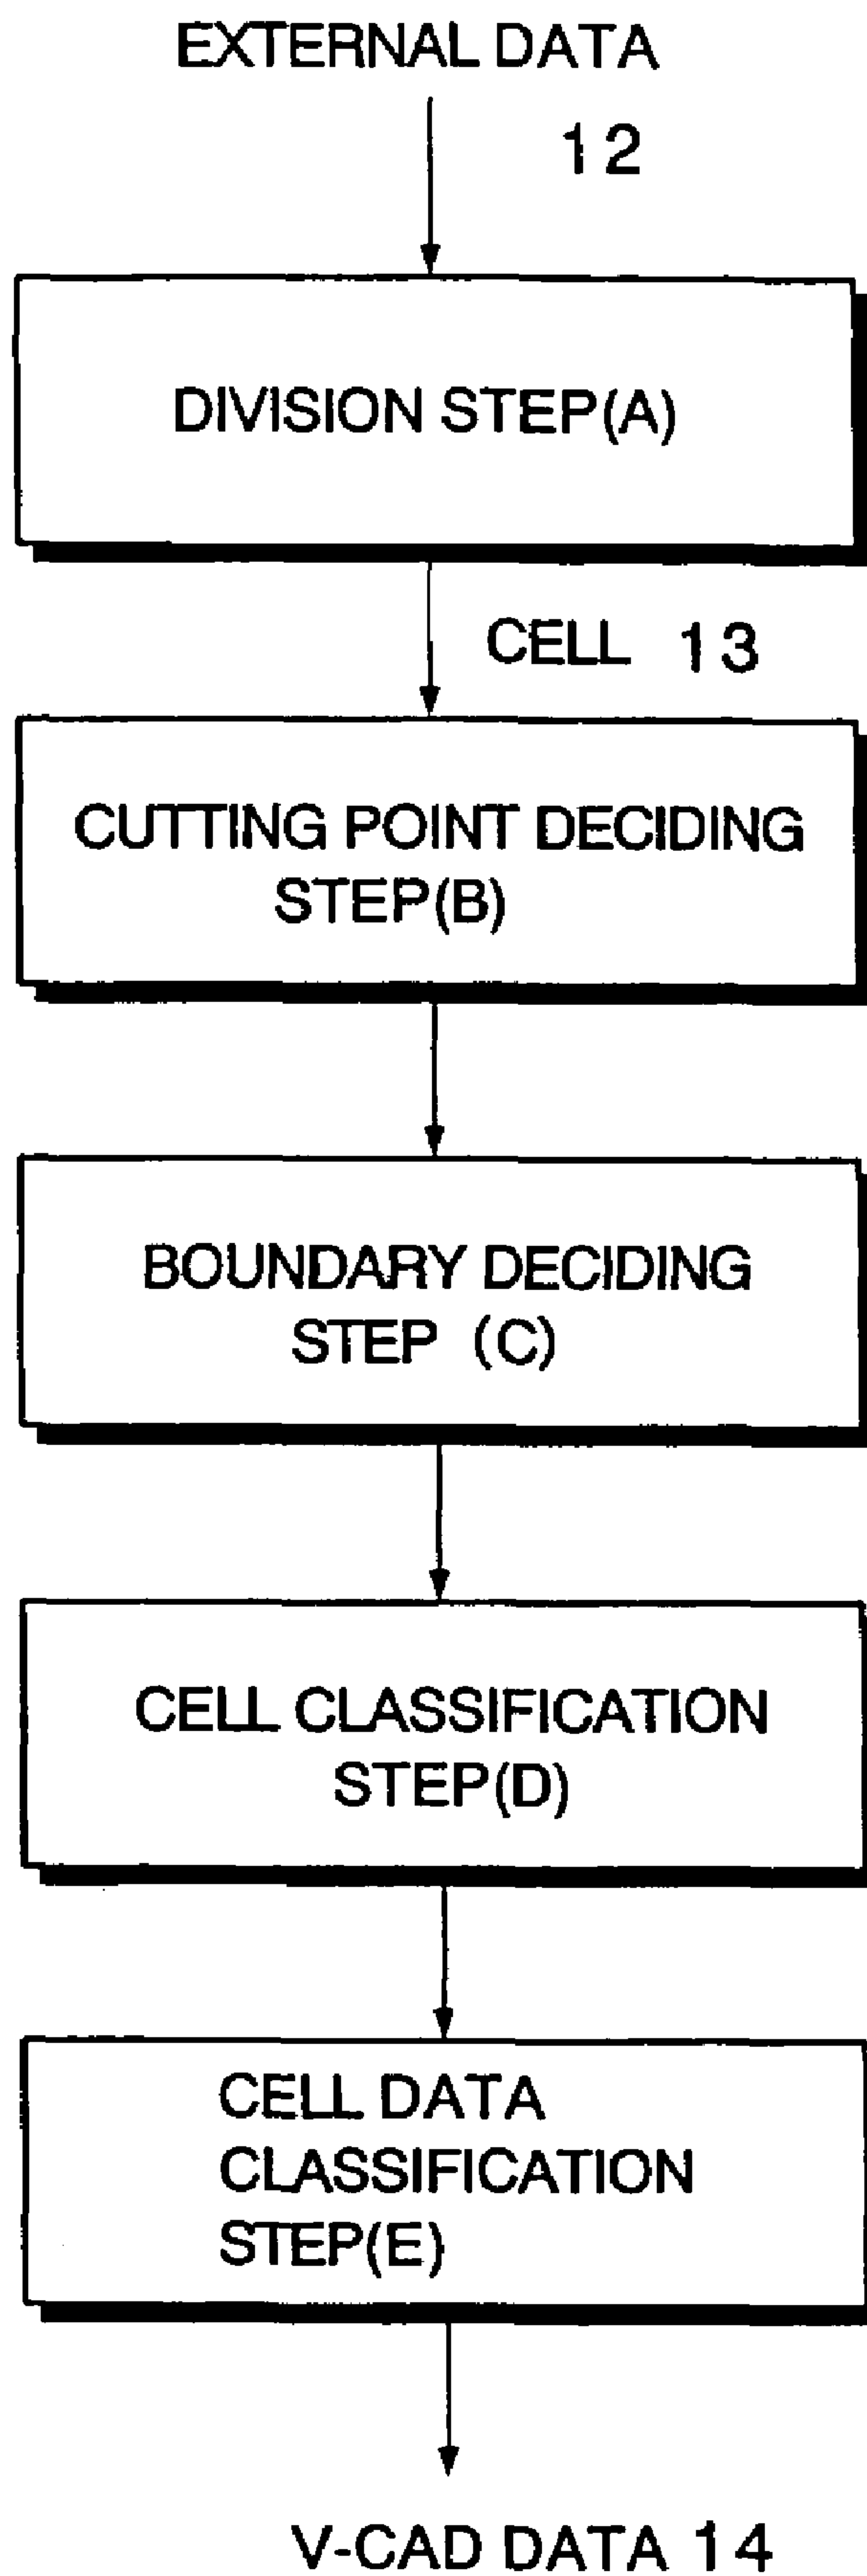 EXTERNAL DATA
12
DIVISION STEP(A)
CELL 13
CUTTING POINT DECIDING
STEP(B)
BOUNDARY DECIDING
STEP (C)
CELL CLASSIFICATION
STEP(D)
CELL DATA
CLASSIFICATION
STEP(E)
V-CAD DATA 14